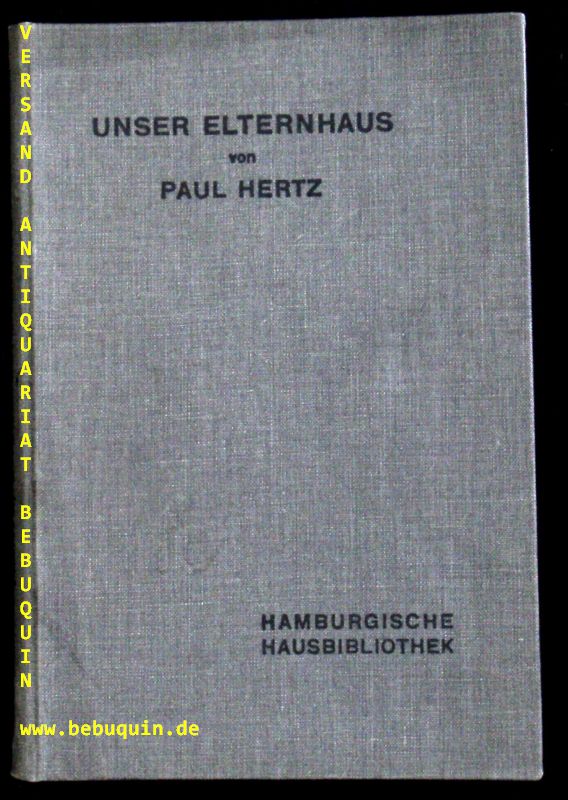 UNSER ELTERNHAUS
von
PAUL HERTZ
HAMBURGISCHE
HAUSBIBLIOTHEK
VERSAND ANTIQUARIAT BEBUQUIN
www.bebuquin.de